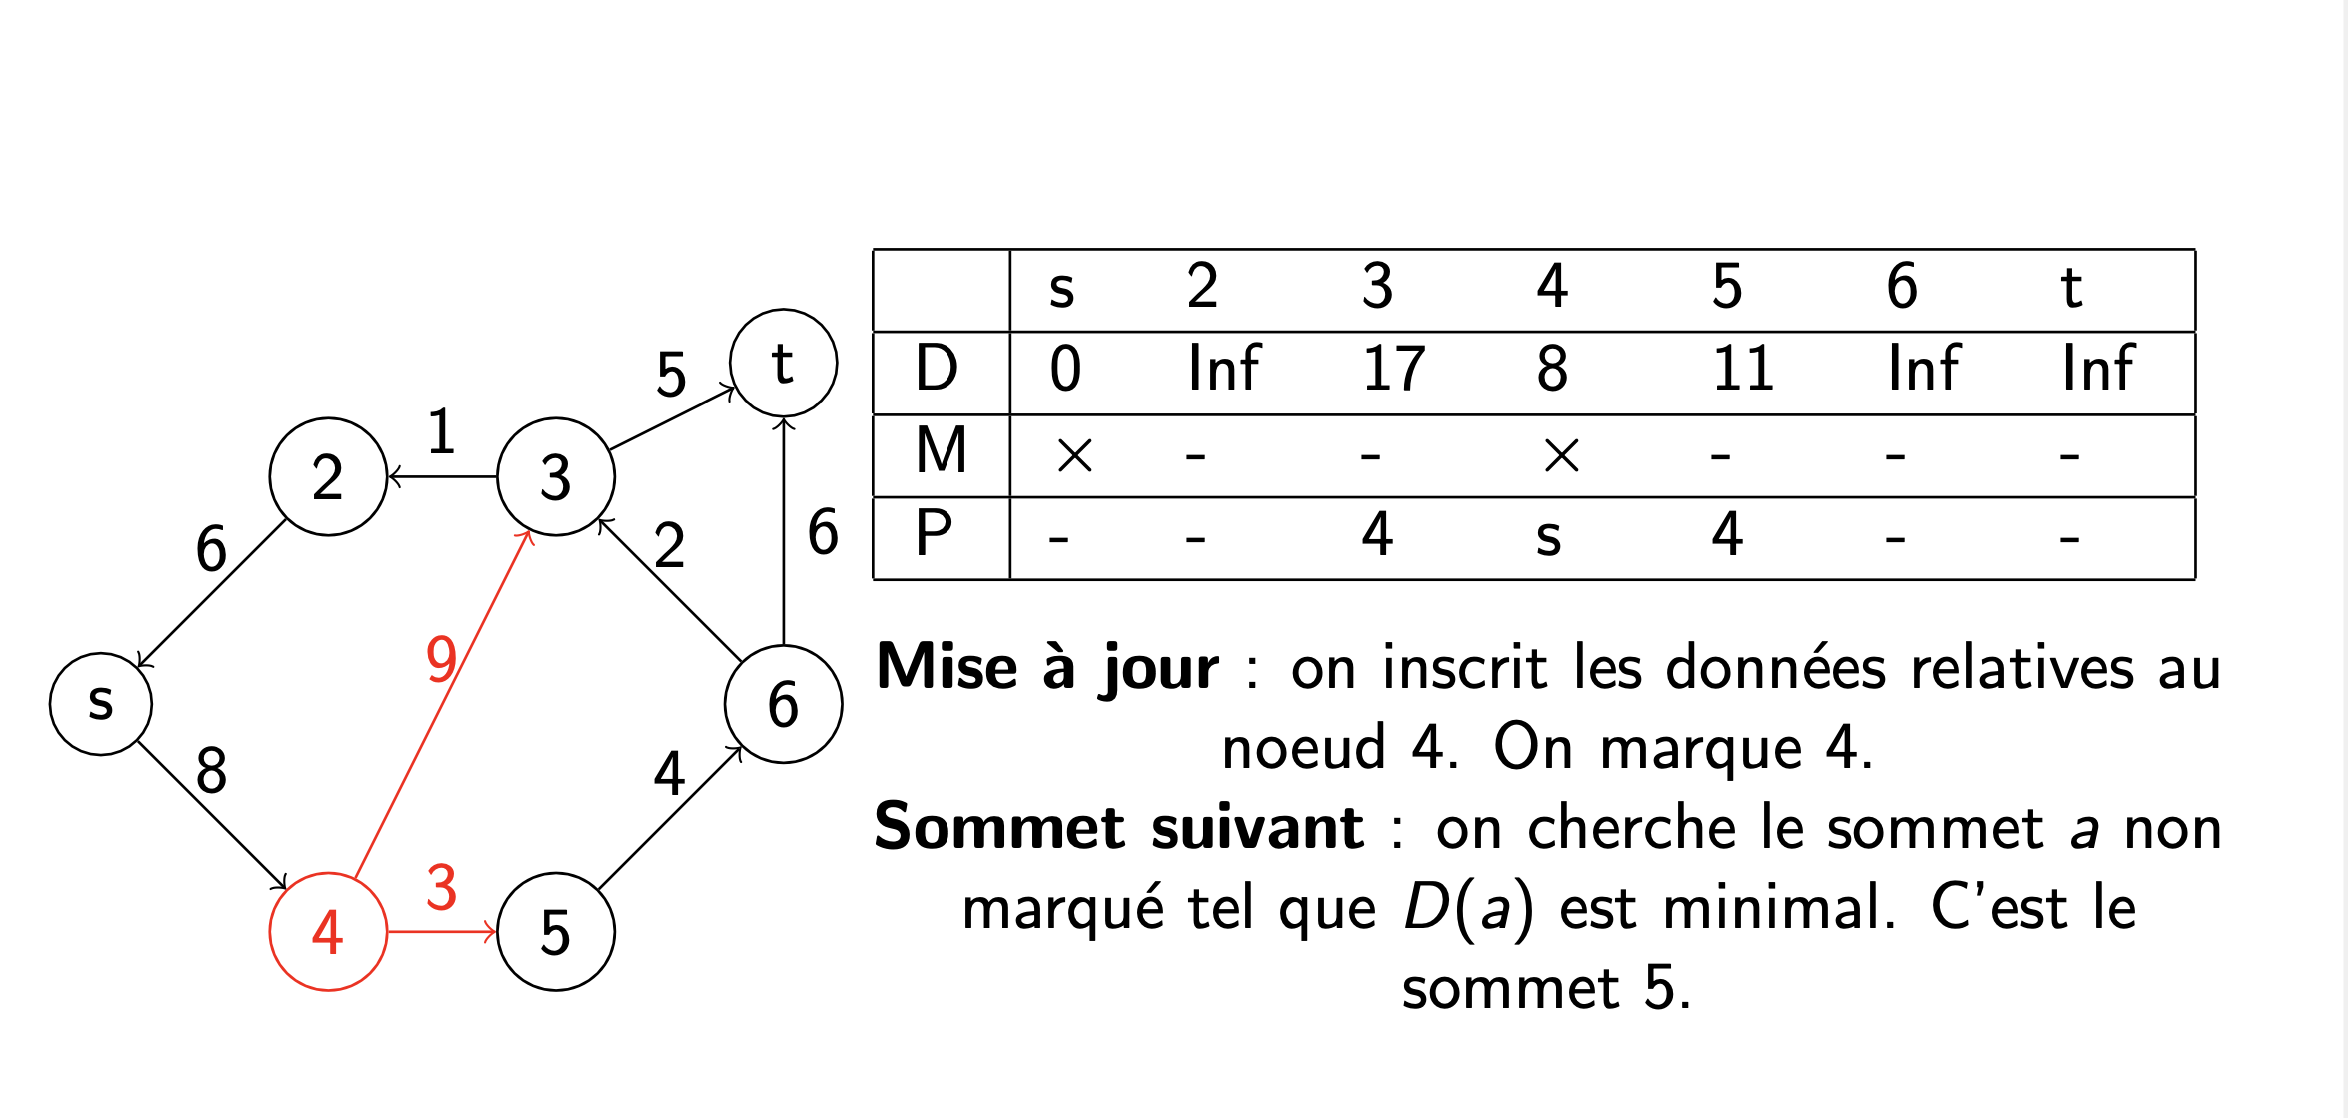 t
5
2
1
3
6
2
6
9
s
6
8
4
3
4
5
s 2 3 4 5 6 t
D 0 Inf 17 8 11 Inf Inf
M × - - × - - -
P - - 4 s 4 - -
Mise à jour : on inscrit les données relatives au
noeud 4. On marque 4.
Sommet suivant : on cherche le sommet a non
marqué tel que D(a) est minimal. C'est le
sommet 5.